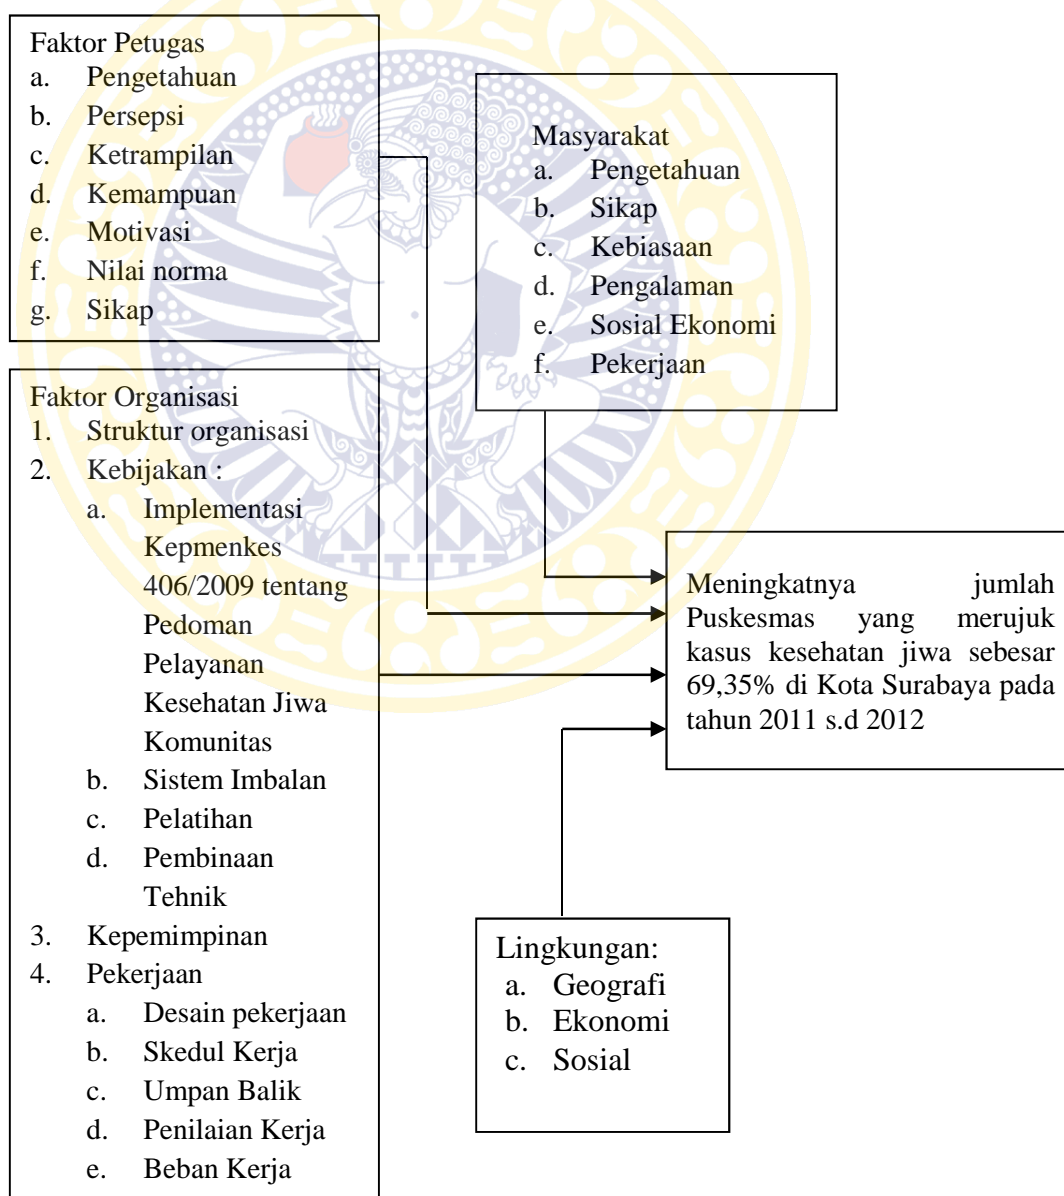 Faktor Petugas
a. Pengetahuan
b. Persepsi
c. Ketrampilan
d. Kemampuan
e. Motivasi
f. Nilai norma
g. Sikap
Masyarakat
a. Pengetahuan
b. Sikap
c. Kebiasaan
d. Pengalaman
e. Sosial Ekonomi
f. Pekerjaan
Faktor Organisasi
1. Struktur organisasi
2. Kebijakan :
a. Implementasi
Kepmenkes
406/2009 tentang
Pedoman
Pelayanan
Kesehatan Jiwa
Komunitas
b. Sistem Imbalan
c. Pelatihan
d. Pembinaan
Tehnik
3. Kepemimpinan
4. Pekerjaan
a. Desain pekerjaan
b. Skedul Kerja
c. Umpan Balik
d. Penilaian Kerja
e. Beban Kerja
Meningkatnya jumlah
Puskesmas yang merujuk
kasus kesehatan jiwa sebesar
69,35% di Kota Surabaya pada
tahun 2011 s.d 2012
Lingkungan:
a. Geografi
b. Ekonomi
c. Sosial